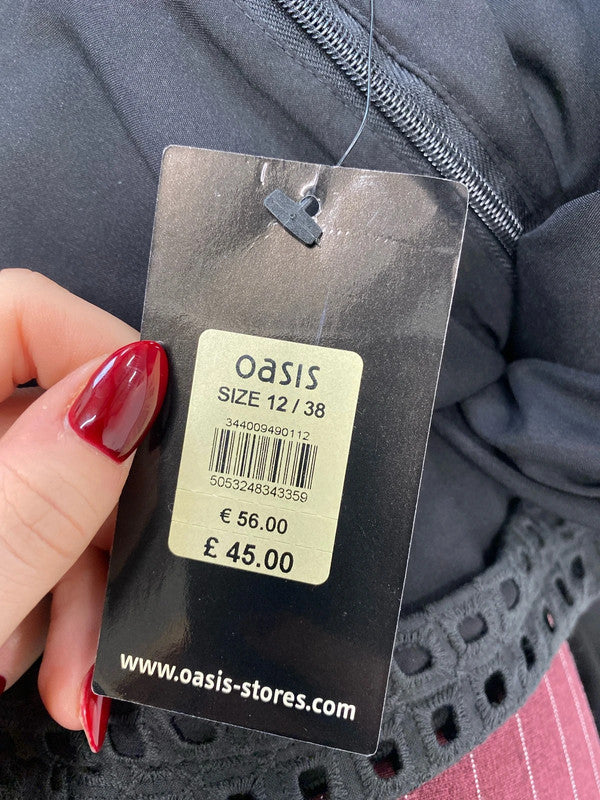 oasis
SIZE 12 / 38
344009490112
5053248343359
€ 56.00
£ 45.00
www.oasis-stores.com